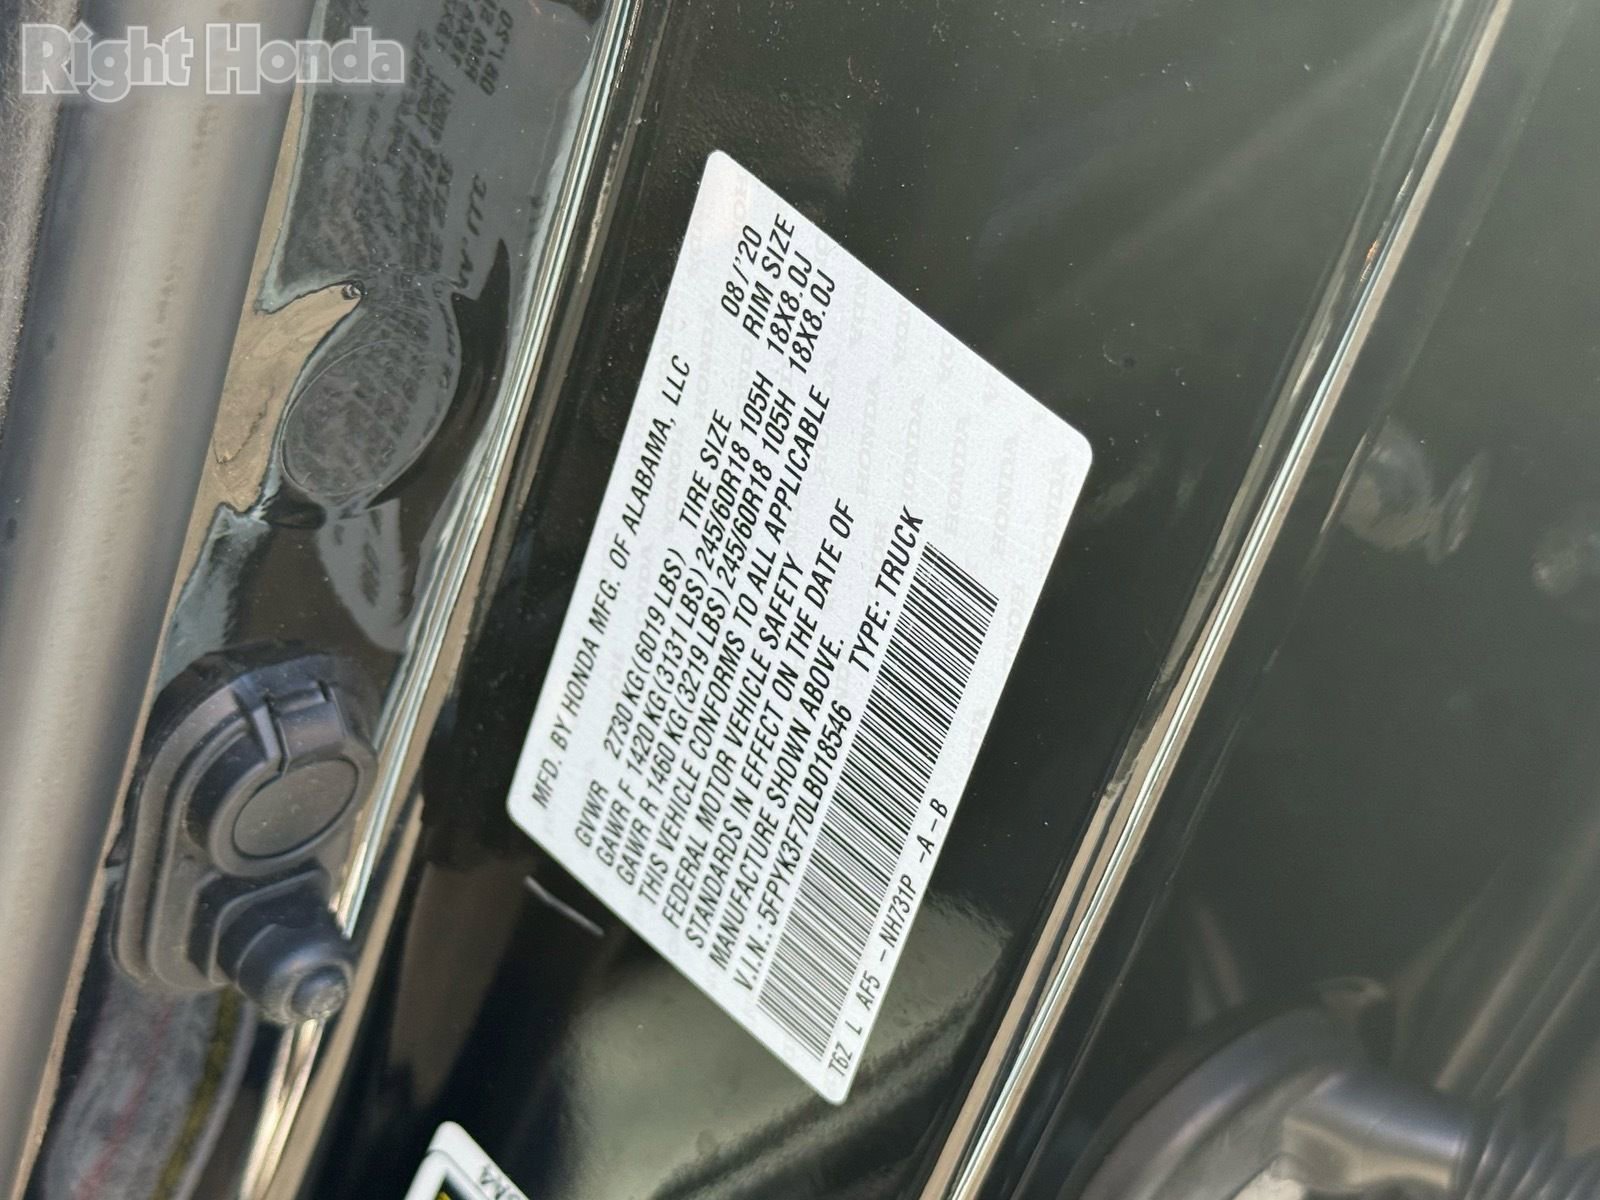 Right Honda
MFD. BY HONDA MFG. OF ALABAMA, LLC 08/'20
GVWR 2730 KG (6019 LBS) TIRE SIZE RIM SIZE
GAWR F 1420 KG (3131 LBS) 245/60R18 105H 18X8.0J
GAWR R 1460 KG (3219 LBS) 245/60R18 105H 18X8.0J
THIS VEHICLE CONFORMS TO ALL APPLICABLE
FEDERAL MOTOR VEHICLE SAFETY
STANDARDS IN EFFECT ON THE DATE OF
MANUFACTURE SHOWN ABOVE.
V.I.N.: 5FPYK3F70LB018546 TYPE: TRUCK
T6Z L AF5 -NH731P -A-B